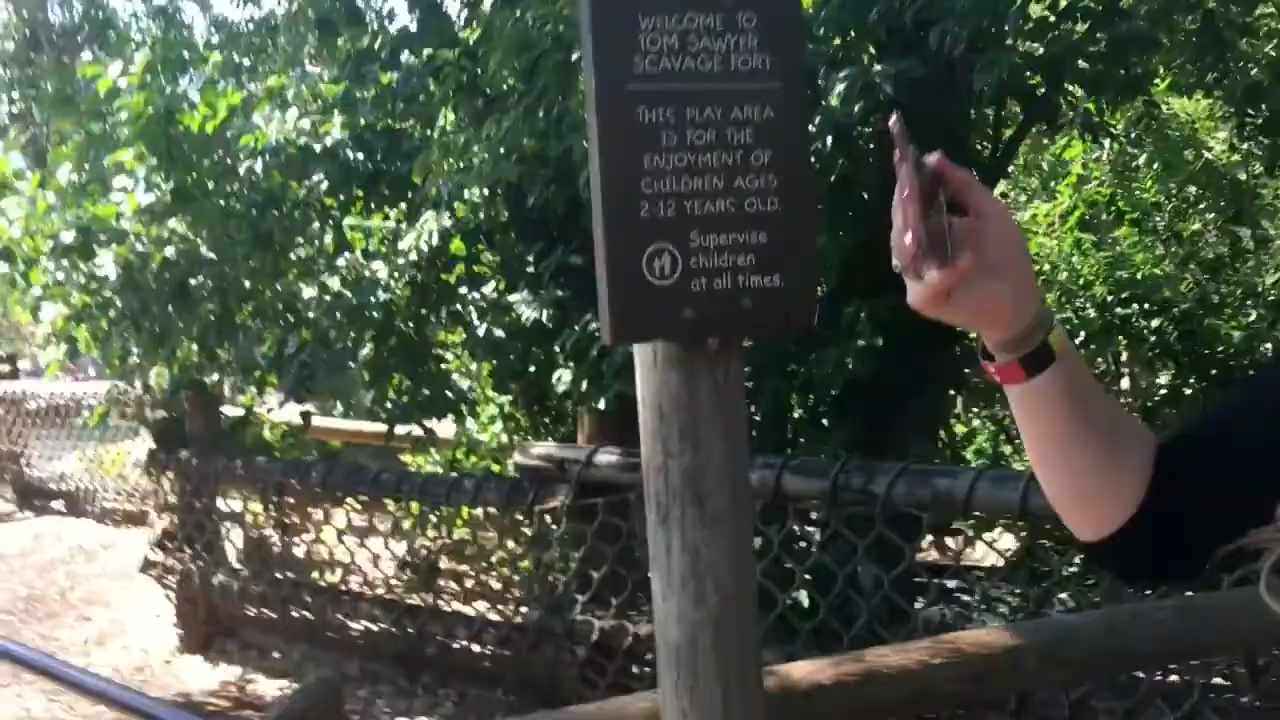 WELCOME TO
TOM SAWYER
SCAVAGE FORT
THIS PLAY AREA
IS FOR THE
ENJOYMENT OF
CHILDREN AGES
2-12 YEARS OLD.
Supervise
children
at all times.